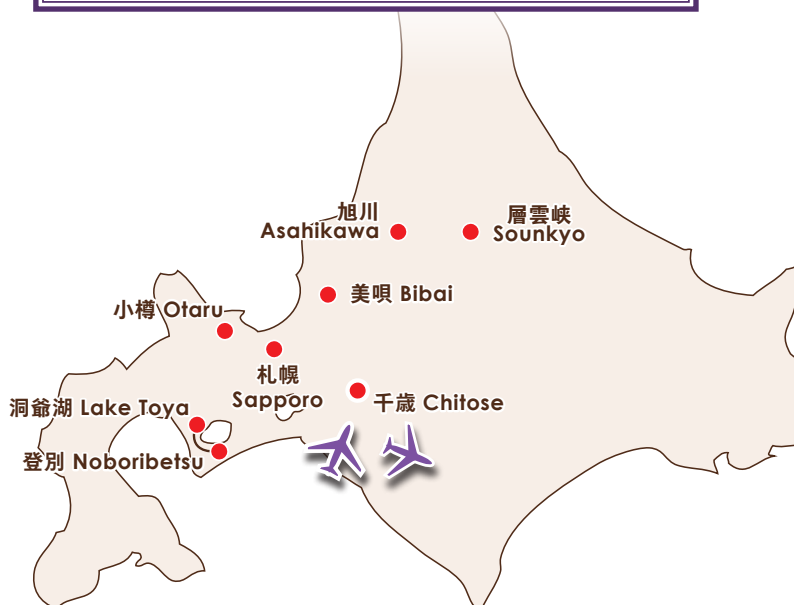 旭川
Asahikawa
層雲峡
Sounkyo
美唄 Bibai
小樽 Otaru
札幌
Sapporo
千歳 Chitose
洞爺湖 Lake Toya
登別 Noboribetsu